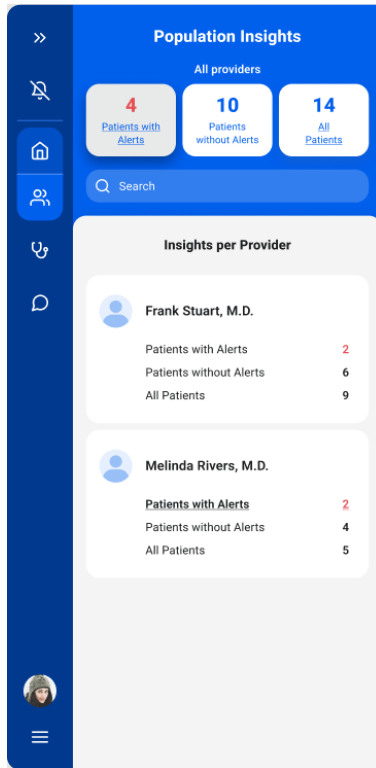 Population Insights
All providers
4
Patients with
Alerts
10
Patients
without Alerts
14
All
Patients
Search
Insights per Provider
Frank Stuart, M.D.
Patients with Alerts 2
Patients without Alerts 6
All Patients 9
Melinda Rivers, M.D.
Patients with Alerts 2
Patients without Alerts 4
All Patients 5